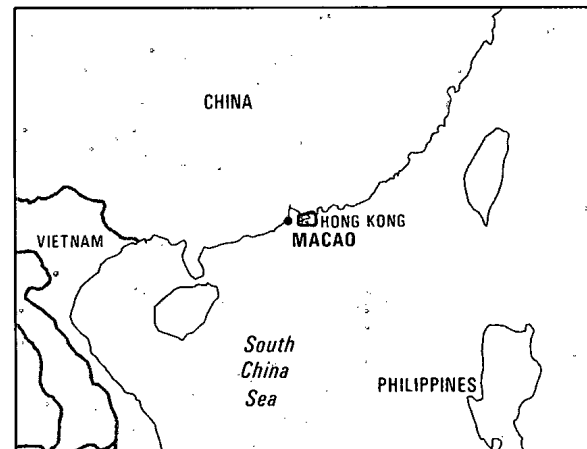 CHINA
HONG KONG
MACAO
VIETNAM
South
China
Sea
PHILIPPINES